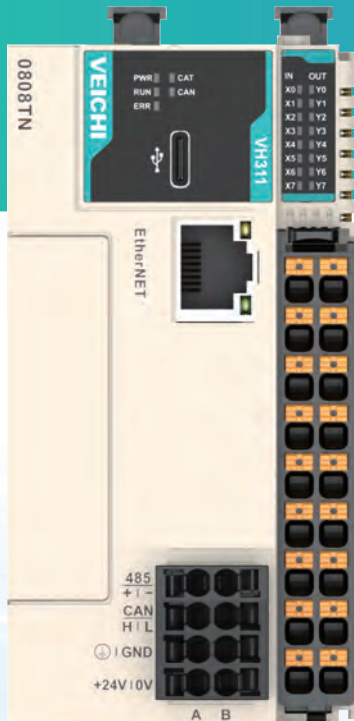 0808TN
VEICHI
PWR CAT
RUN CAN
ERR
VH311
IN OUT
X0 Y0
X1 Y1
X2 Y2
X3 Y3
X4 Y4
X5 Y5
X6 Y6
X7 Y7
EtherNET
485
+ | -
CAN
H | L
| GND
+24V | 0V
A B